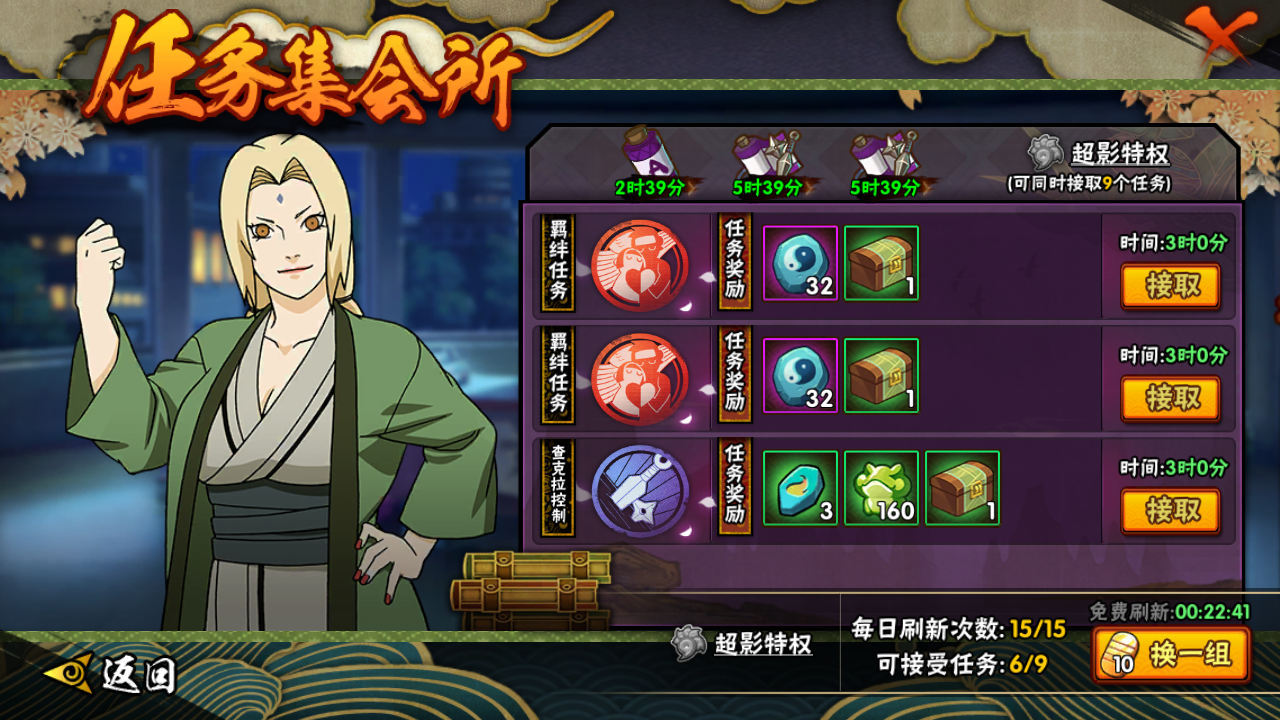 任务集会所
2时39分
5时39分
5时39分
超影特权
(可同时接取9个任务)
羁绊任务
任务奖励
32
1
时间:3时0分
接取
羁绊任务
任务奖励
32
1
时间:3时0分
接取
查克拉控制
任务奖励
3
160
1
时间:3时0分
接取
免费刷新:00:22:41
超影特权
每日刷新次数:15/15
可接受任务:6/9
10
换一组
返回